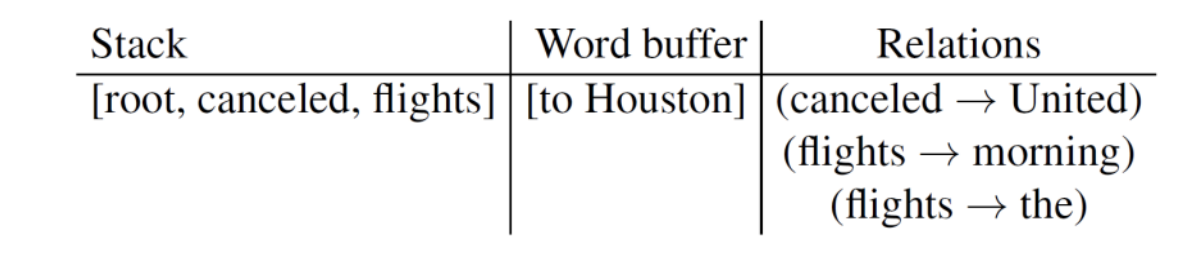 Stack Word buffer Relations
[root, canceled, flights] [to Houston] (canceled → United)
(flights → morning)
(flights → the)